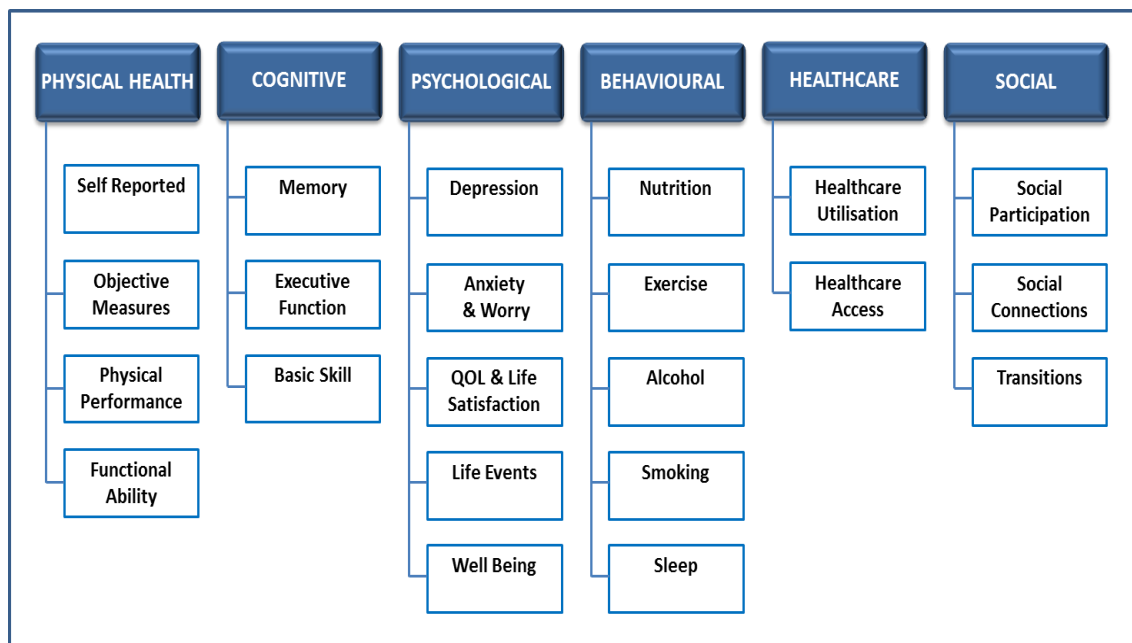 PHYSICAL HEALTH
Self Reported
Objective
Measures
Physical
Performance
Functional
Ability
COGNITIVE
Memory
Executive
Function
Basic Skill
PSYCHOLOGICAL
Depression
Anxiety
& Worry
QOL & Life
Satisfaction
Life Events
Well Being
BEHAVIOURAL
Nutrition
Exercise
Alcohol
Smoking
Sleep
HEALTHCARE
Healthcare
Utilisation
Healthcare
Access
SOCIAL
Social
Participation
Social
Connections
Transitions